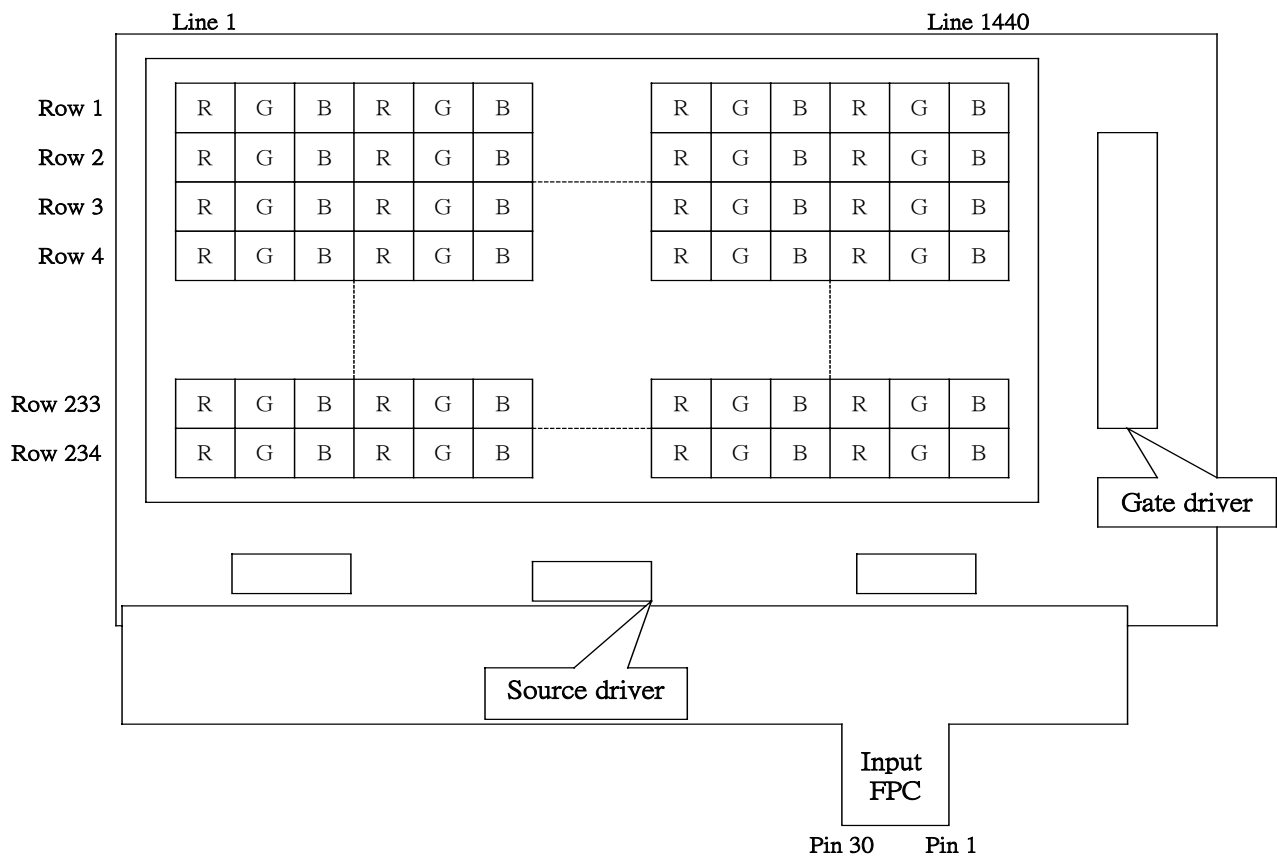 Line 1 Line 1440
Row 1 R G B R G B R G B R G B
Row 2 R G B R G B R G B R G B
Row 3 R G B R G B R G B R G B
Row 4 R G B R G B R G B R G B
Row 233 R G B R G B R G B R G B
Row 234 R G B R G B R G B R G B
Gate driver
Source driver
Input
FPC
Pin 30 Pin 1